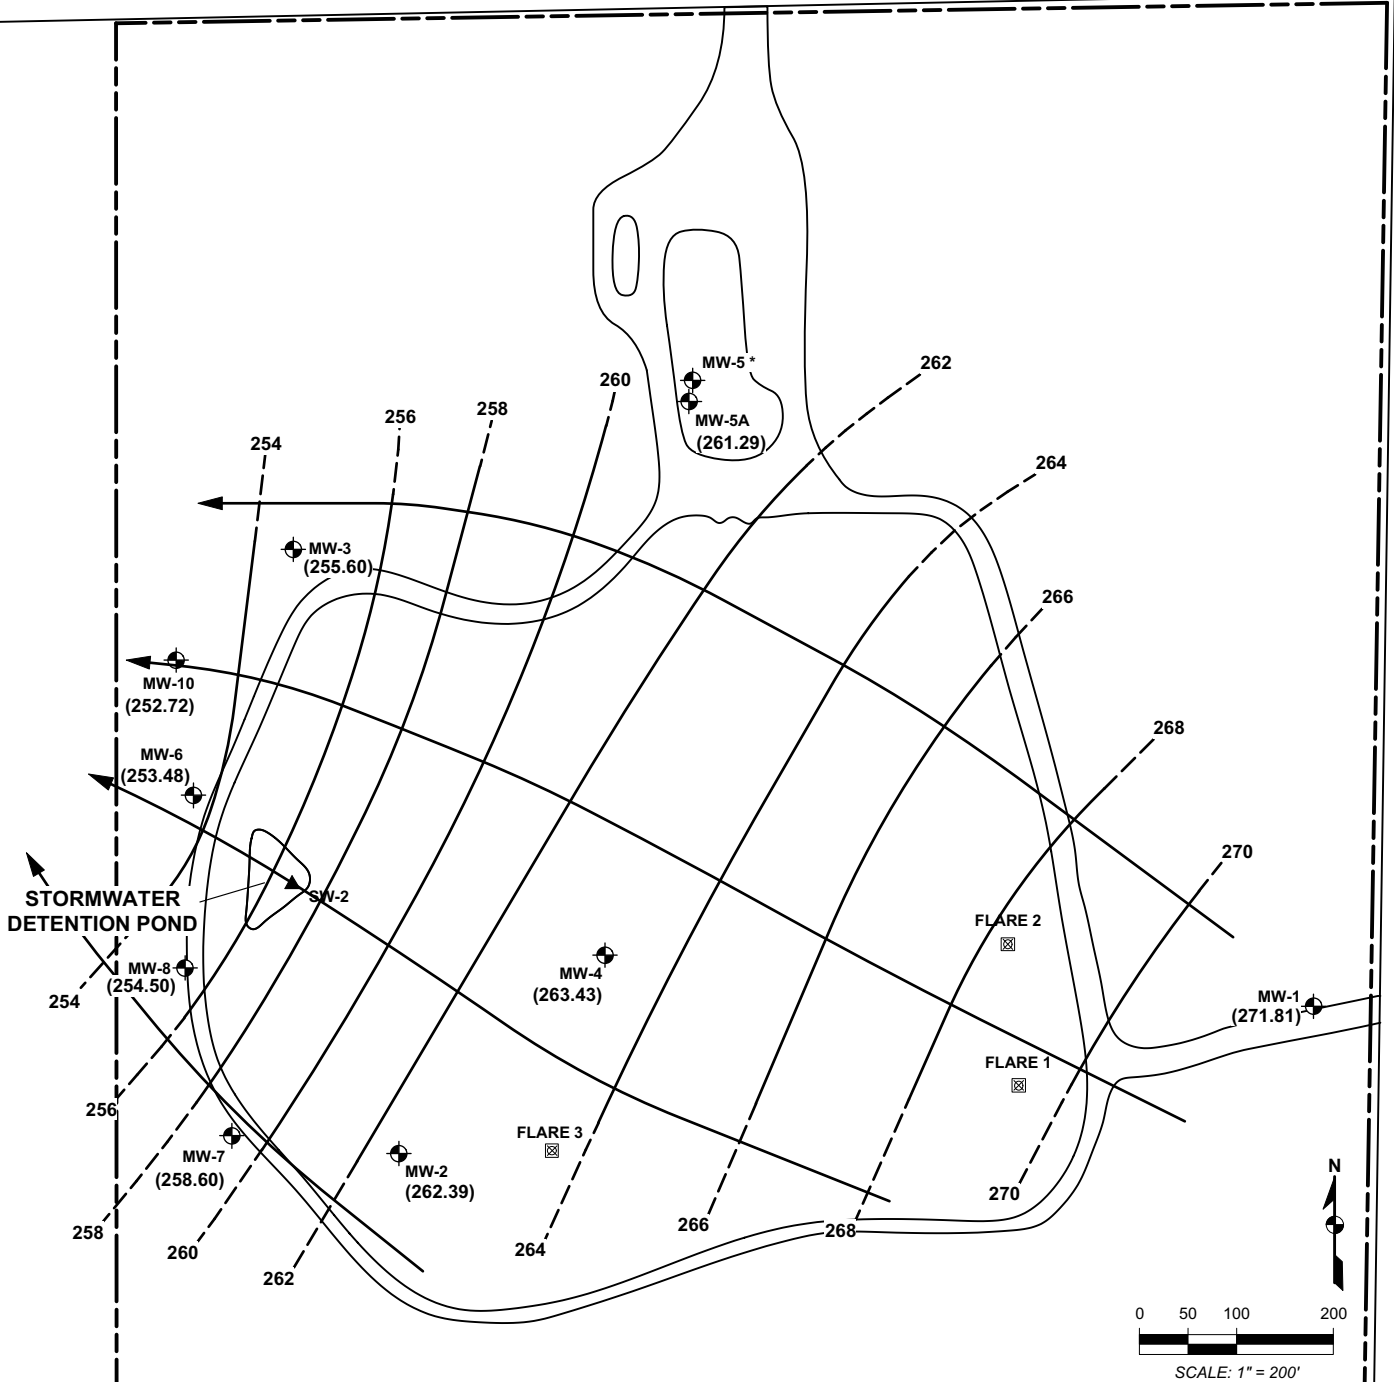 262
MW-5 *
260
256
258
MW-5A
(261.29)
254
264
MW-3
(255.60)
266
MW-10
(252.72)
268
MW-6
(253.48)
270
STORMWATER
DETENTION POND
SW-2
FLARE 2
MW-8
(254.50)
MW-4
(263.43)
254
MW-1
(271.81)
FLARE 1
256
FLARE 3
MW-7
(258.60)
MW-2
(262.39)
N
270
258
260
262
264
266
268
0 50 100 200
SCALE: 1" = 200'